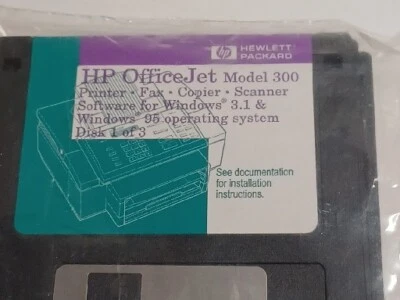 hp HEWLETT
PACKARD
HP OfficeJet Model 300
Printer · Fax · Copier · Scanner
Software for Windows® 3.1 &
Windows® 95 operating system
Disk 1 of 3
See documentation
for installation
instructions.